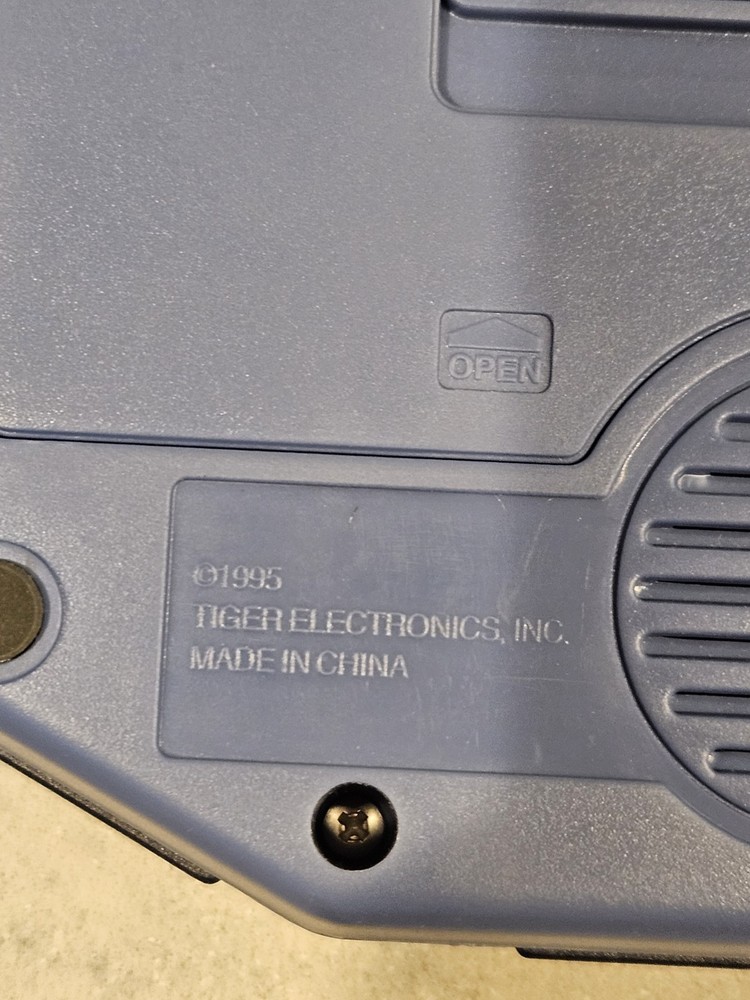 OPEN
©1995
TIGER ELECTRONICS, INC.
MADE IN CHINA